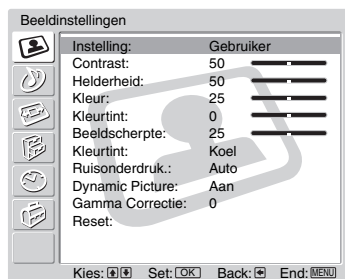 Beeldinstellingen
Instelling: Gebruiker
Contrast: 50
Helderheid: 50
Kleur: 25
Kleurtint: 0
Beeldscherpte: 25
Kleurtint: Koel
Ruisonderdruk.: Auto
Dynamic Picture: Aan
Gamma Correctie: 0
Reset:
Kies: Set: OK Back: End: MENU